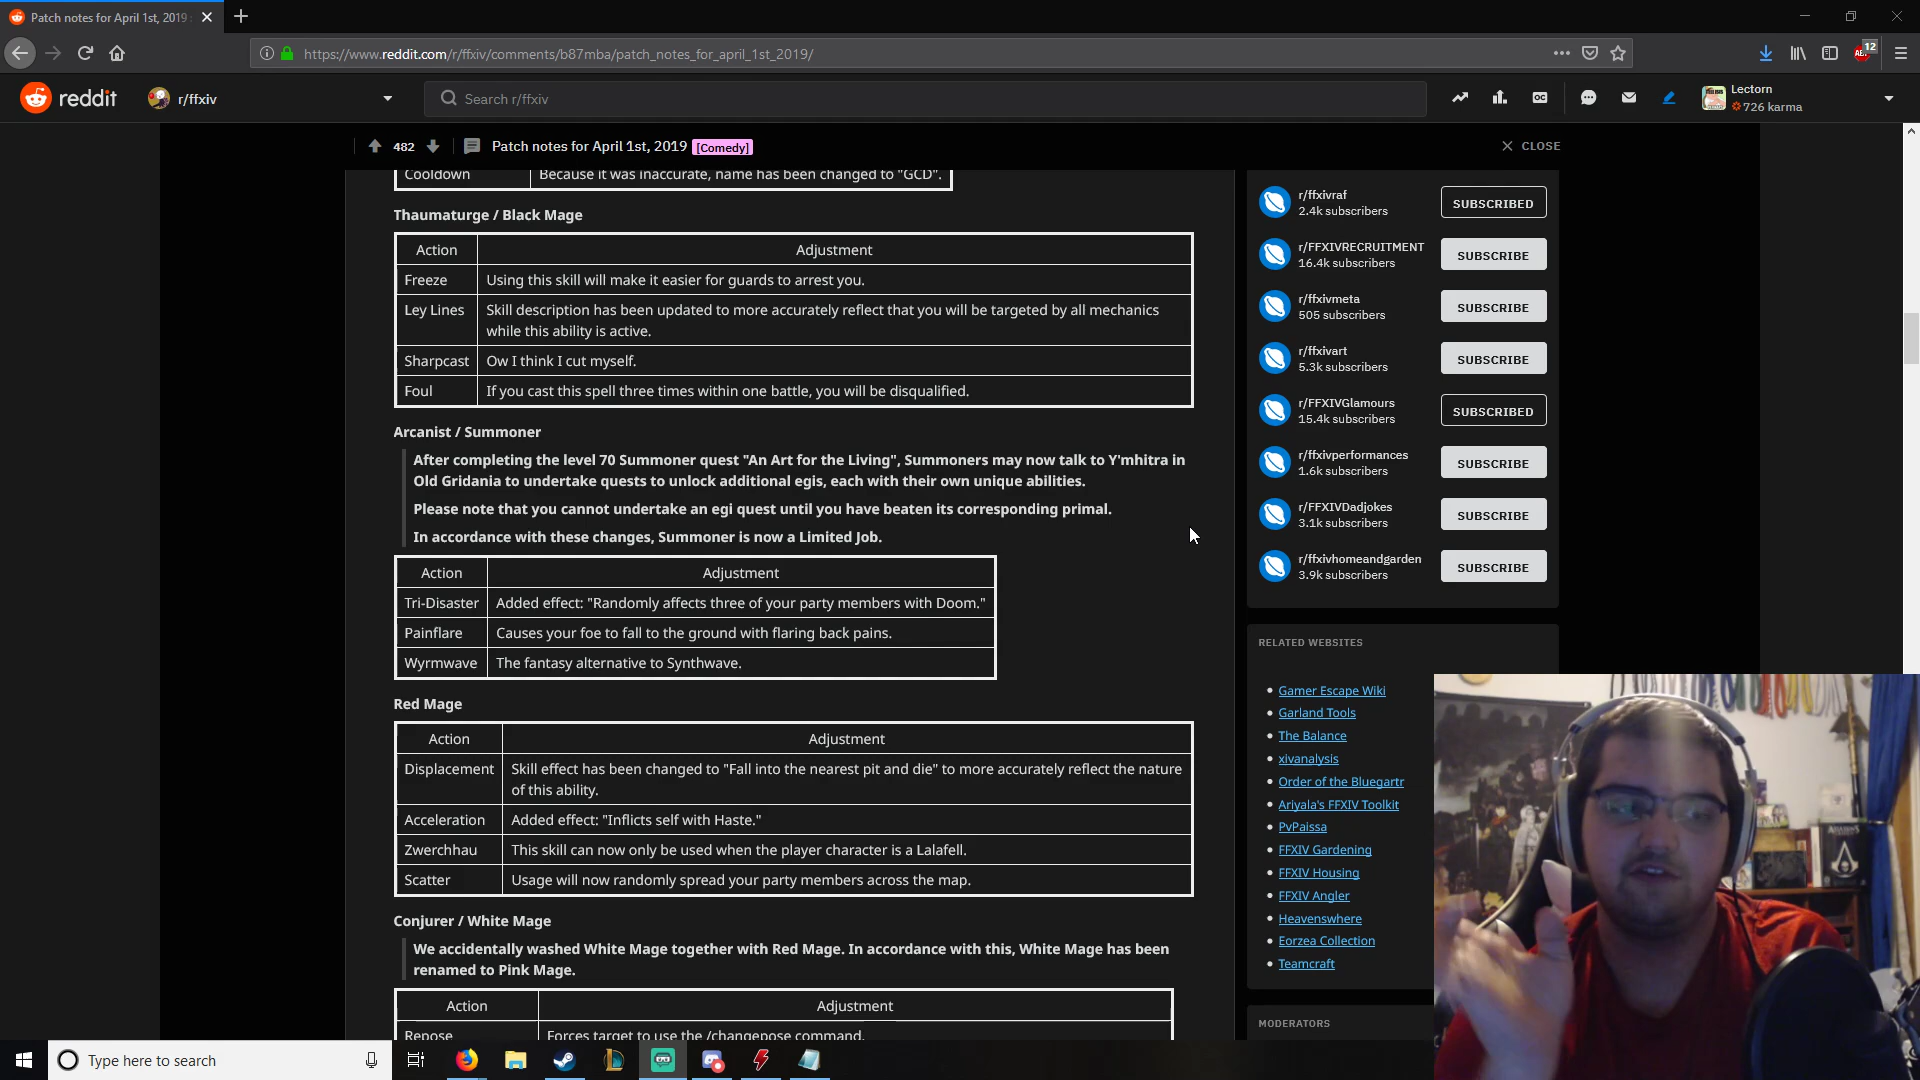 Patch notes for April 1st, 2019
https://www.reddit.com/r/ffxiv/comments/b87mba/patch_notes_for_april_1st_2019/
12
reddit
r/ffxiv
Search r/ffxiv
Lectorn
726 karma
482
Patch notes for April 1st, 2019 [Comedy]
CLOSE
Cooldown Because it was inaccurate, name has been changed to "GCD".
Thaumaturge / Black Mage
Action Adjustment
Freeze Using this skill will make it easier for guards to arrest you.
Ley Lines Skill description has been updated to more accurately reflect that you will be targeted by all mechanics
while this ability is active.
Sharpcast Ow I think I cut myself.
Foul If you cast this spell three times within one battle, you will be disqualified.
Arcanist / Summoner
After completing the level 70 Summoner quest "An Art for the Living", Summoners may now talk to Y'mhitra in
Old Gridania to undertake quests to unlock additional egis, each with their own unique abilities.
Please note that you cannot undertake an egi quest until you have beaten its corresponding primal.
In accordance with these changes, Summoner is now a Limited Job.
Action Adjustment
Tri-Disaster Added effect: "Randomly affects three of your party members with Doom."
Painflare Causes your foe to fall to the ground with flaring back pains.
Wyrmwave The fantasy alternative to Synthwave.
Red Mage
Action Adjustment
Displacement Skill effect has been changed to "Fall into the nearest pit and die" to more accurately reflect the nature
of this ability.
Acceleration Added effect: "Inflicts self with Haste."
Zwerchhau This skill can now only be used when the player character is a Lalafell.
Scatter Usage will now randomly spread your party members across the map.
Conjurer / White Mage
We accidentally washed White Mage together with Red Mage. In accordance with this, White Mage has been
renamed to Pink Mage.
Action Adjustment
Repose Forces target to use the /changepose command.
r/ffxivraf
2.4k subscribers
SUBSCRIBED
r/FFXIVRECRUITMENT
16.4k subscribers
SUBSCRIBE
r/ffxivmeta
505 subscribers
SUBSCRIBE
r/ffxivart
5.3k subscribers
SUBSCRIBE
r/FFXIVGlamours
15.4k subscribers
SUBSCRIBED
r/ffxivperformances
1.6k subscribers
SUBSCRIBE
r/FFXIVDadjokes
3.1k subscribers
SUBSCRIBE
r/ffxivhomeandgarden
3.9k subscribers
SUBSCRIBE
RELATED WEBSITES
Gamer Escape Wiki
Garland Tools
The Balance
xivanalysis
Order of the Bluegartr
Ariyala's FFXIV Toolkit
PvPaissa
FFXIV Gardening
FFXIV Housing
FFXIV Angler
Heavenswhere
Eorzea Collection
Teamcraft
MODERATORS
Type here to search